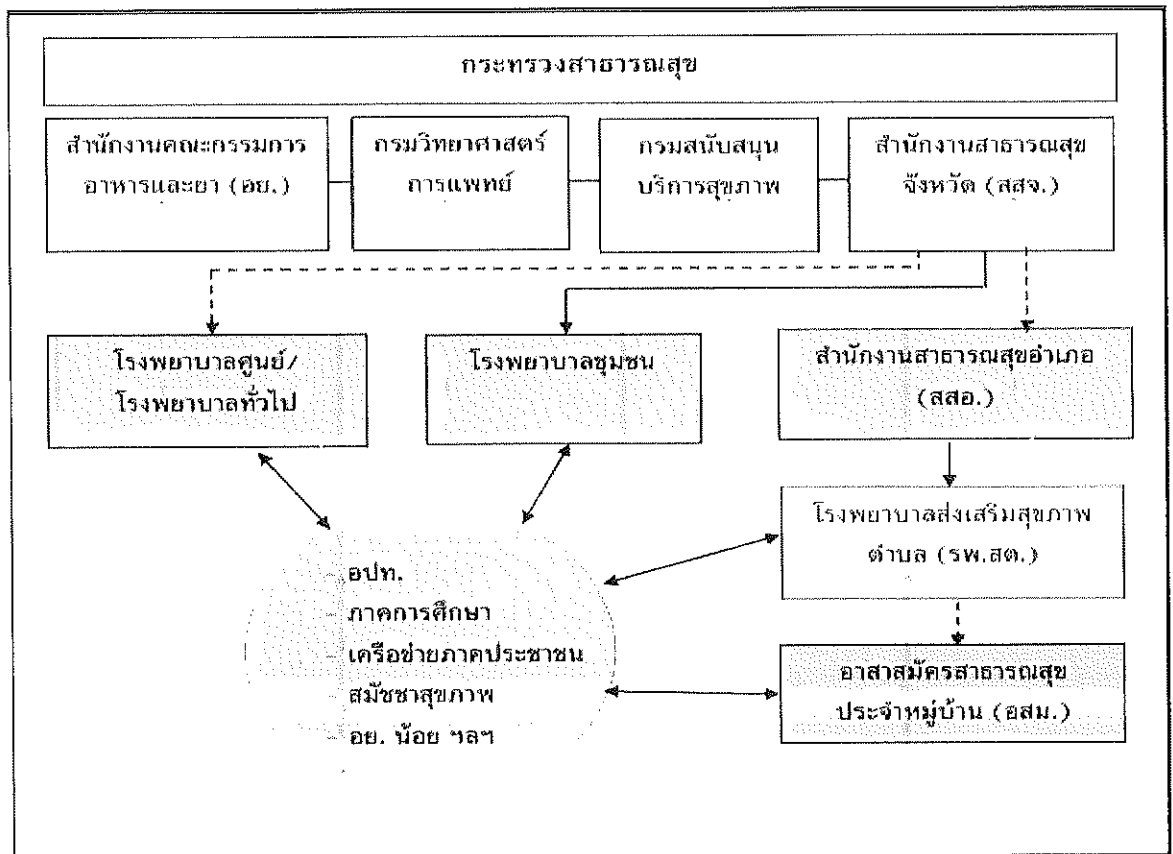 กระทรวงสาธารณสุข
สำนักงานคณะกรรมการ
อาหารและยา (อย.)
กรมวิทยาศาสตร์
การแพทย์
กรมสนับสนุน
บริการสุขภาพ
สำนักงานสาธารณสุข
จังหวัด (สสจ.)
โรงพยาบาลศูนย์/
โรงพยาบาลทั่วไป
โรงพยาบาลชุมชน
สำนักงานสาธารณสุขอำเภอ
(สสอ.)
โรงพยาบาลส่งเสริมสุขภาพ
ตำบล (รพ.สต.)
- อปท.
- ภาคการศึกษา
- เครือข่ายภาคประชาชน
- สมัชชาสุขภาพ
- อย. น้อย ฯลฯ
อาสาสมัครสาธารณสุข
ประจำหมู่บ้าน (อสม.)